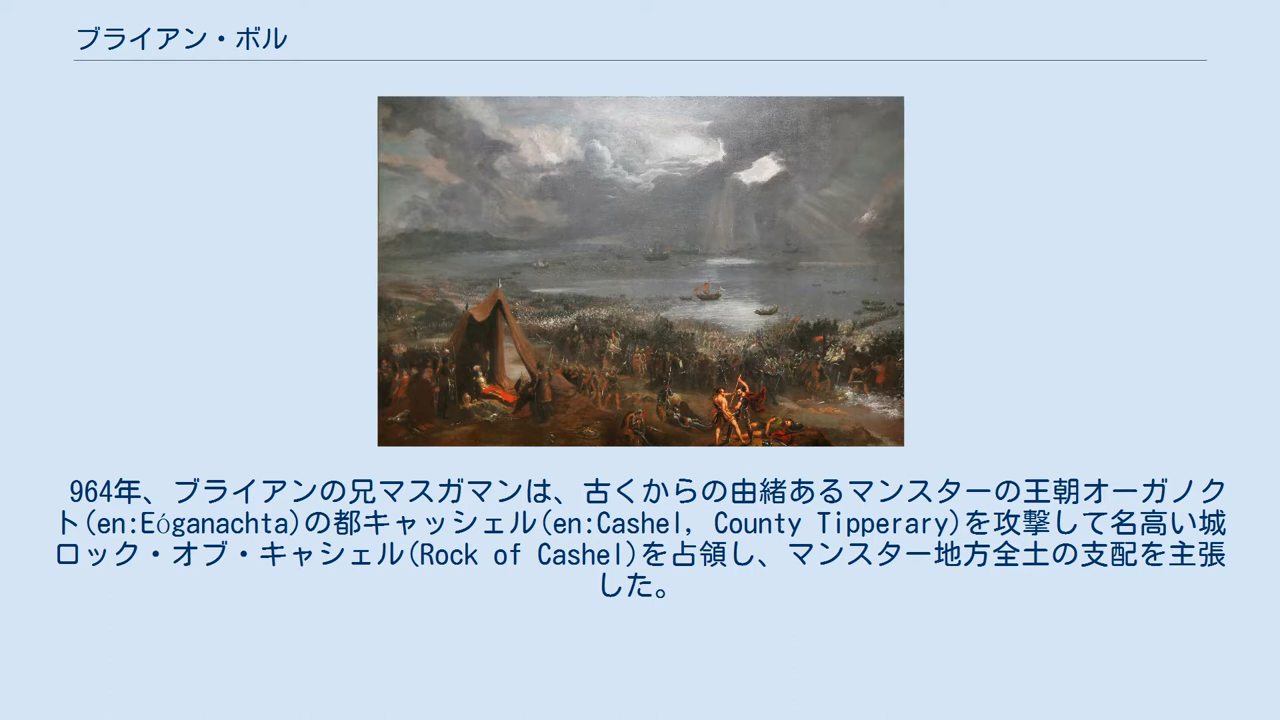 ブライアン・ボル
964年、ブライアンの兄マスガマンは、古くからの由緒あるマンスターの王朝オーガノク
ト(en:Eóganachta)の都キャッシェル(en:Cashel, County Tipperary)を攻撃して名高い城
ロック・オブ・キャシェル(Rock of Cashel)を占領し、マンスター地方全土の支配を主張
した。